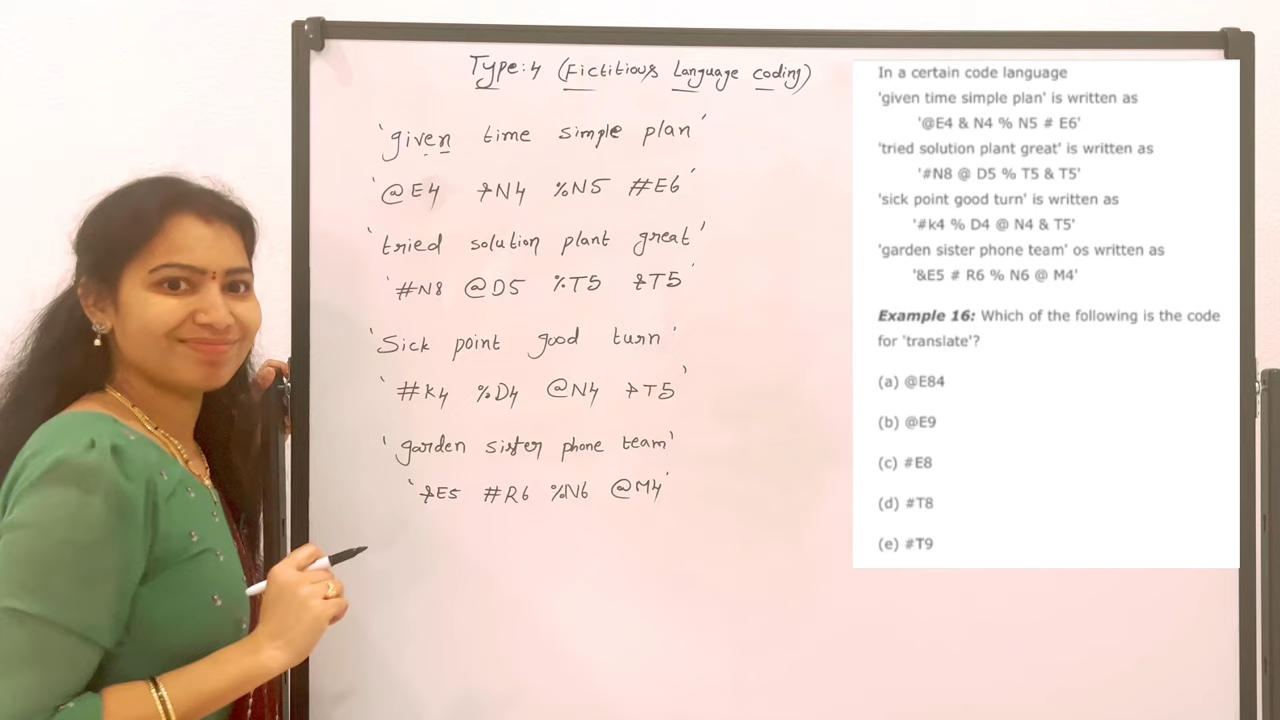 Type:4 (Fictitious Language coding)
'given time simple plan'
'@E4 &N4 %N5 #E6'
'tried solution plant great'
'#N8 @D5 %T5 &T5'
'Sick point good turn'
'#k4 %D4 @N4 &T5'
'garden sister phone team'
'&E5 #R6 %N6 @M4'
In a certain code language
'given time simple plan' is written as
'@E4 & N4 % N5 # E6'
'tried solution plant great' is written as
'#N8 @ D5 % T5 & T5'
'sick point good turn' is written as
'#k4 % D4 @ N4 & T5'
'garden sister phone team' os written as
'&E5 # R6 % N6 @ M4'
Example 16: Which of the following is the code
for 'translate'?
(a) @E84
(b) @E9
(c) #E8
(d) #T8
(e) #T9